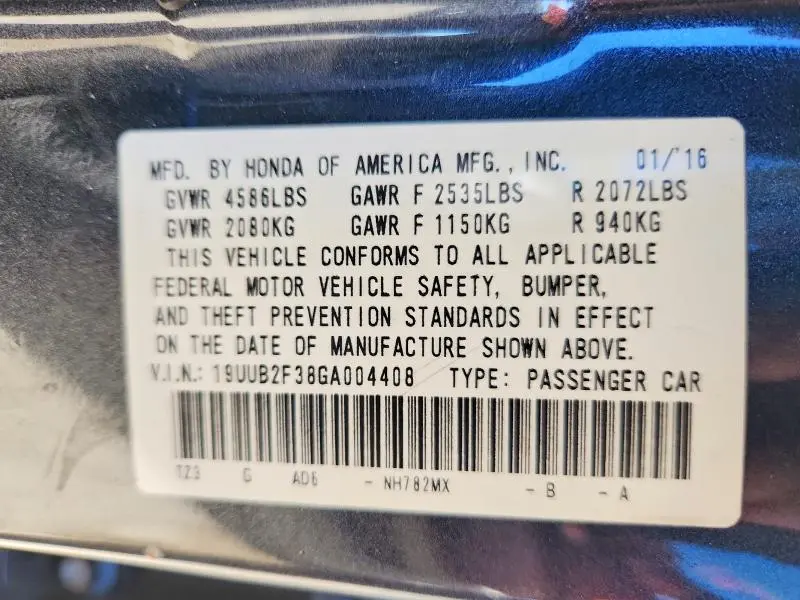 MFD. BY HONDA OF AMERICA MFG., INC. 01/'16
GVWR 4586LBS GAWR F 2535LBS R 2072LBS
GVWR 2080KG GAWR F 1150KG R 940KG
THIS VEHICLE CONFORMS TO ALL APPLICABLE
FEDERAL MOTOR VEHICLE SAFETY, BUMPER,
AND THEFT PREVENTION STANDARDS IN EFFECT
ON THE DATE OF MANUFACTURE SHOWN ABOVE.
V.I.N.: 19UUB2F38GA004408 TYPE: PASSENGER CAR
TZ3 G AD6 - NH782MX - B - A